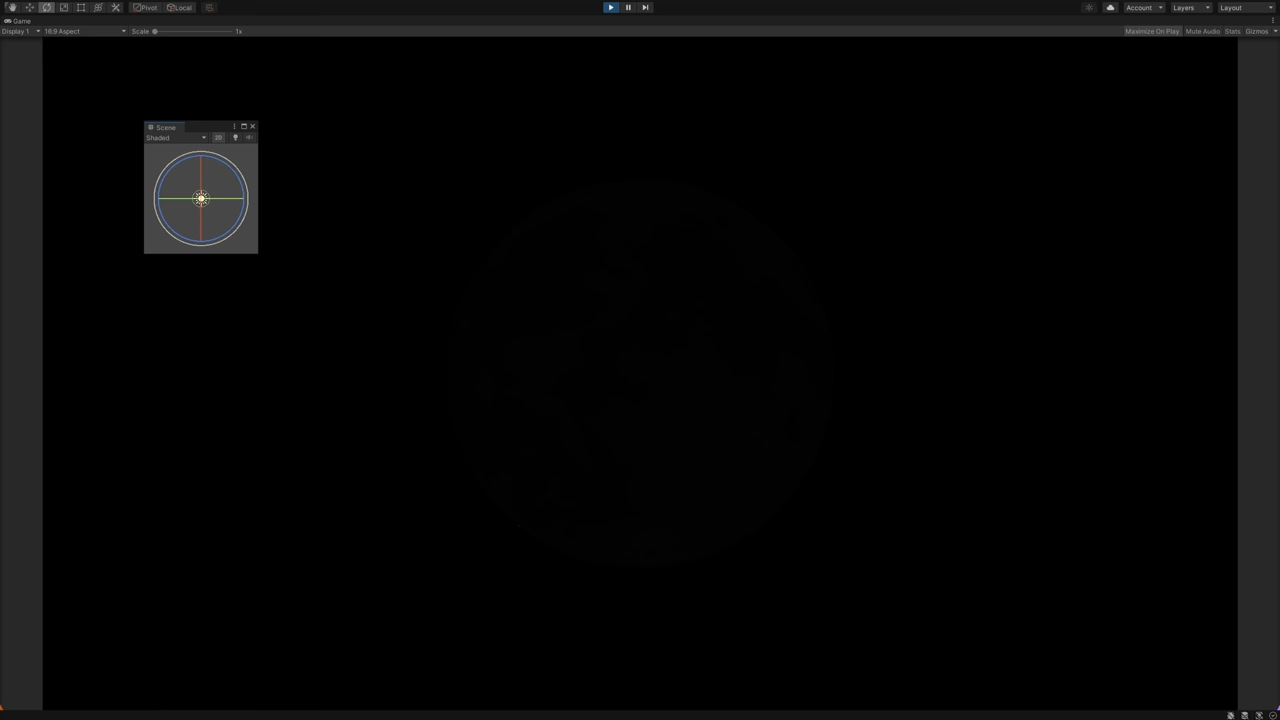 Pivot Local Account Layers Layout
Game
Display 1 16:9 Aspect Scale 1x Maximize On Play Mute Audio Stats Gizmos
Scene
Shaded 2D